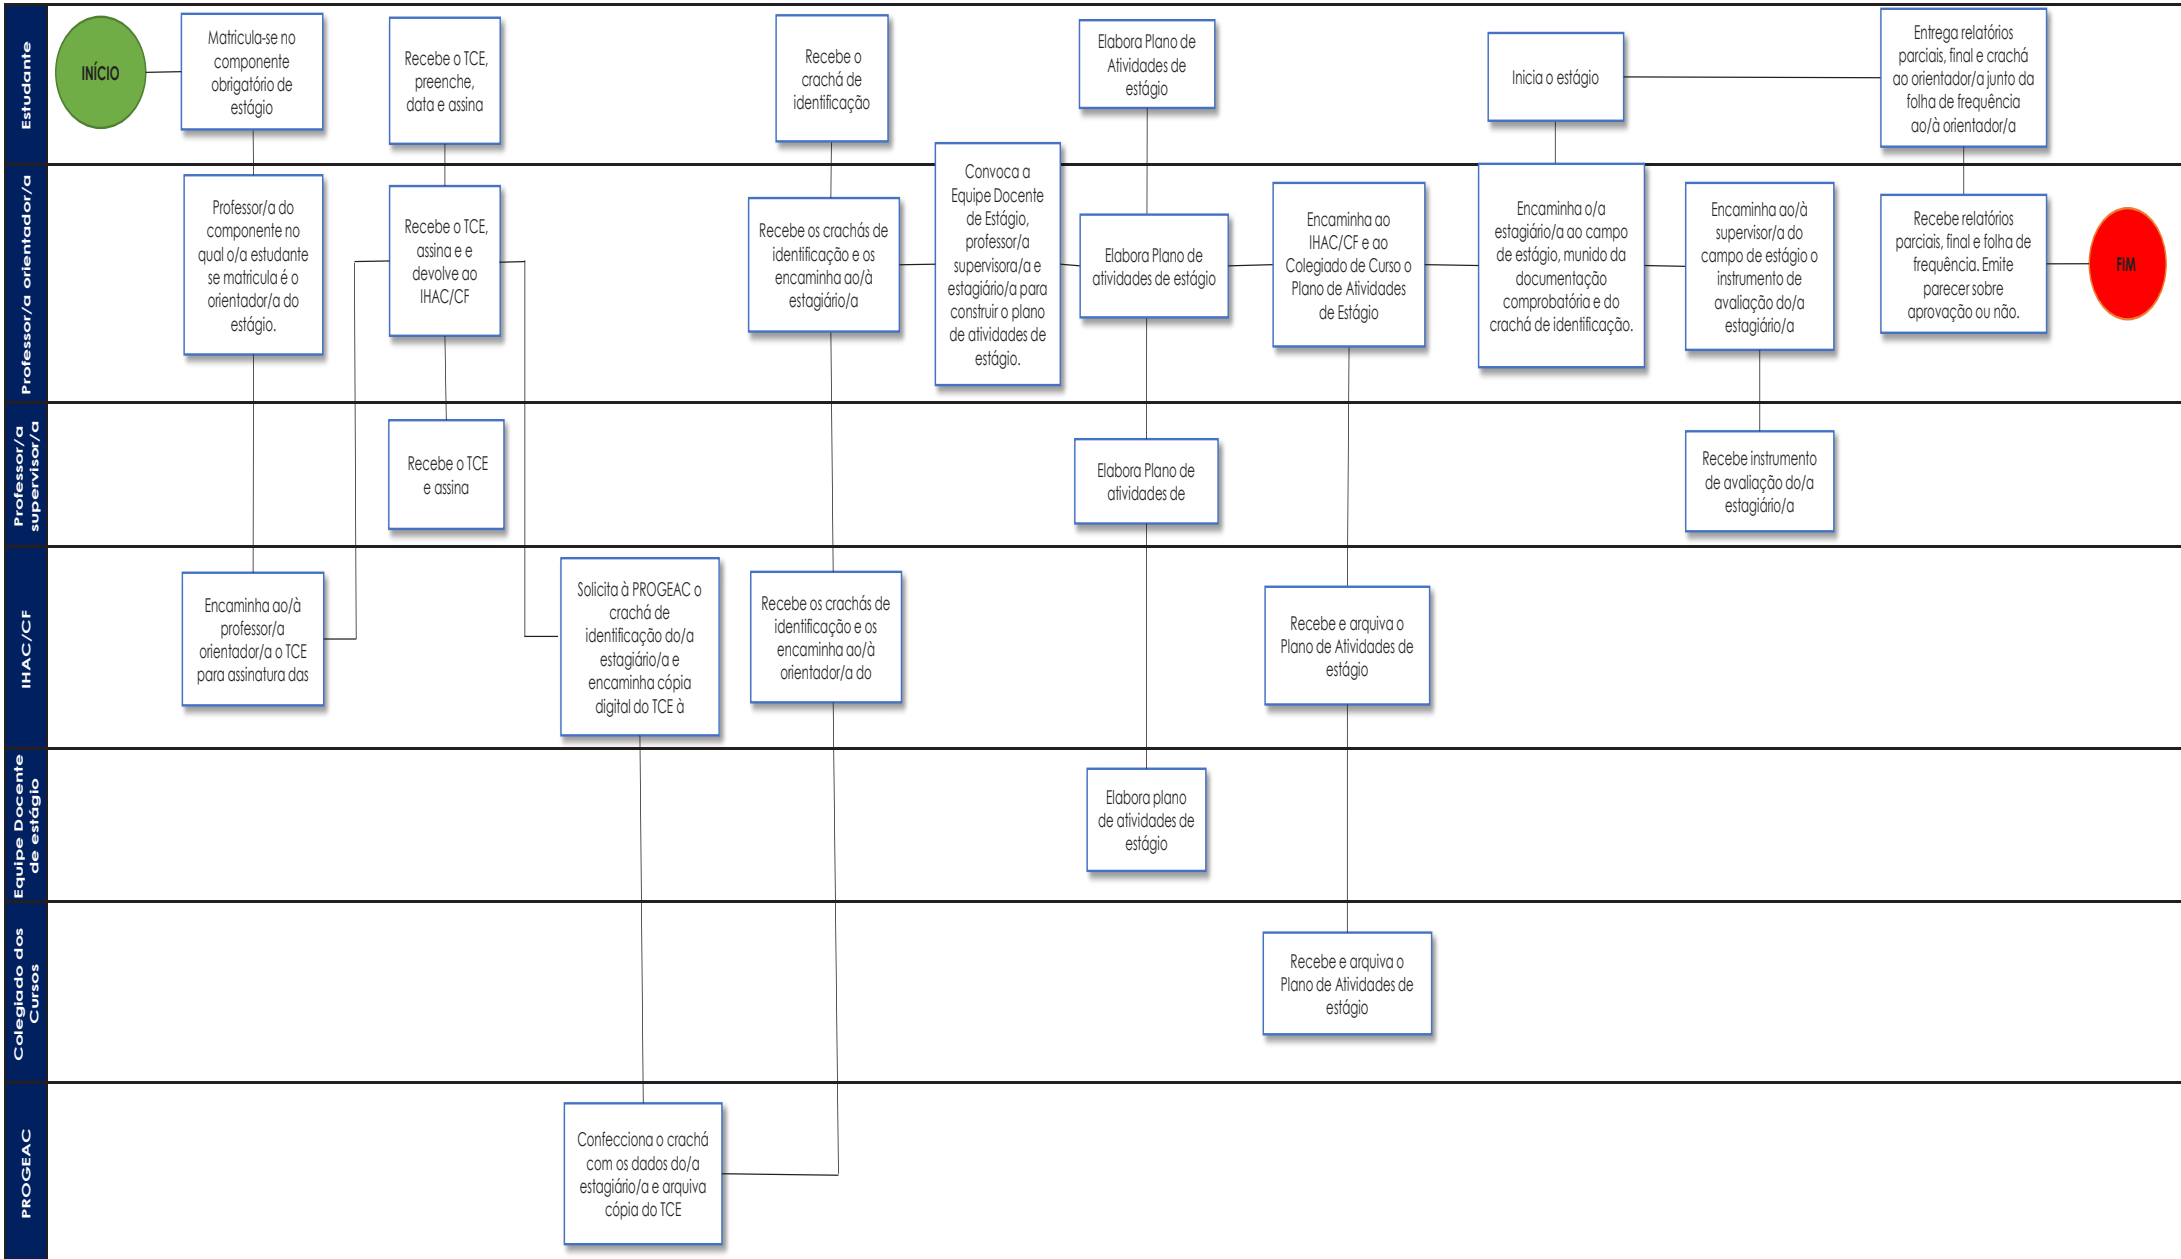 Estudante
INÍCIO
Matricula-se no
componente
obrigatório de
estágio
Recebe o TCE,
preenche,
data e assina
Recebe o
crachá de
identificação
Elabora Plano de
Atividades de
estágio
Inicia o estágio
Entrega relatórios
parciais, final e crachá
ao orientador/a junto da
folha de frequência
ao/à orientador/a
Professor/a orientador/a
Professor/a do
componente no
qual o/a estudante
se matricula é o
orientador/a do
estágio.
Recebe o TCE,
assina e e
devolve ao
IHAC/CF
Recebe os crachás de
identificação e os
encaminha ao/à
estagiário/a
Convoca a
Equipe Docente
de Estágio,
professor/a
supervisora/a e
estagiário/a para
construir o plano
de atividades de
estágio.
Elabora Plano de
atividades de estágio
Encaminha ao
IHAC/CF e ao
Colegiado de Curso o
Plano de Atividades
de Estágio
Encaminha o/a
estagiário/a ao campo
de estágio, munido da
documentação
comprobatória e do
crachá de identificação.
Encaminha ao/à
supervisor/a do
campo de estágio o
instrumento de
avaliação do/a
estagiário/a
Recebe relatórios
parciais, final e folha de
frequência. Emite
parecer sobre
aprovação ou não.
FIM
Professor/a
supervisor/a
Recebe o TCE
e assina
Elabora Plano de
atividades de
Recebe instrumento
de avaliação do/a
estagiário/a
IHAC/CF
Encaminha ao/à
professor/a
orientador/a o TCE
para assinatura das
Solicita à PROGEAC o
crachá de
identificação do/a
estagiário/a e
encaminha cópia
digital do TCE à
Recebe os crachás de
identificação e os
encaminha ao/à
orientador/a do
Recebe e arquiva o
Plano de Atividades de
estágio
Equipe Docente
de estágio
Elabora plano
de atividades de
estágio
Colegiado dos
Cursos
Recebe e arquiva o
Plano de Atividades de
estágio
PROGEAC
Confecciona o crachá
com os dados do/a
estagiário/a e arquiva
cópia do TCE